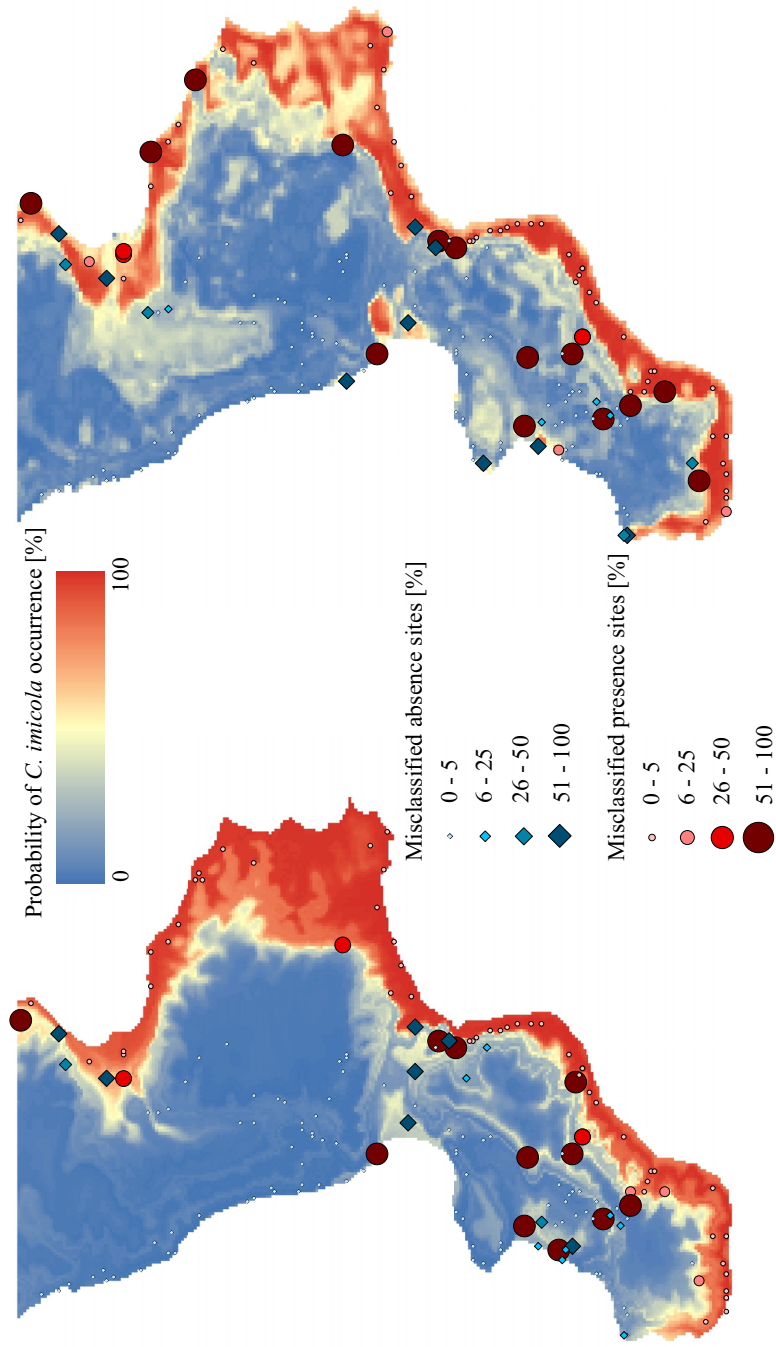 Probability of C. imicola occurrence [%]
0
100
Misclassified absence sites [%]
0 - 5
6 - 25
26 - 50
51 - 100
Misclassified presence sites [%]
0 - 5
6 - 25
26 - 50
51 - 100